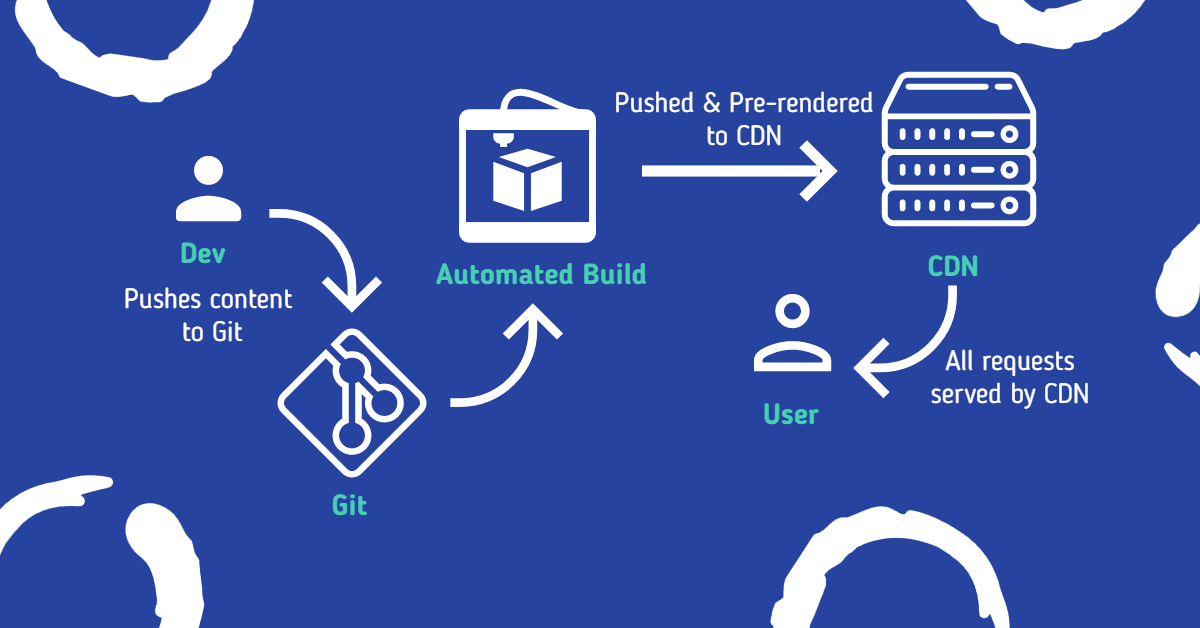 Dev
Pushes content
to Git
Git
Automated Build
Pushed & Pre-rendered
to CDN
CDN
All requests
served by CDN
User